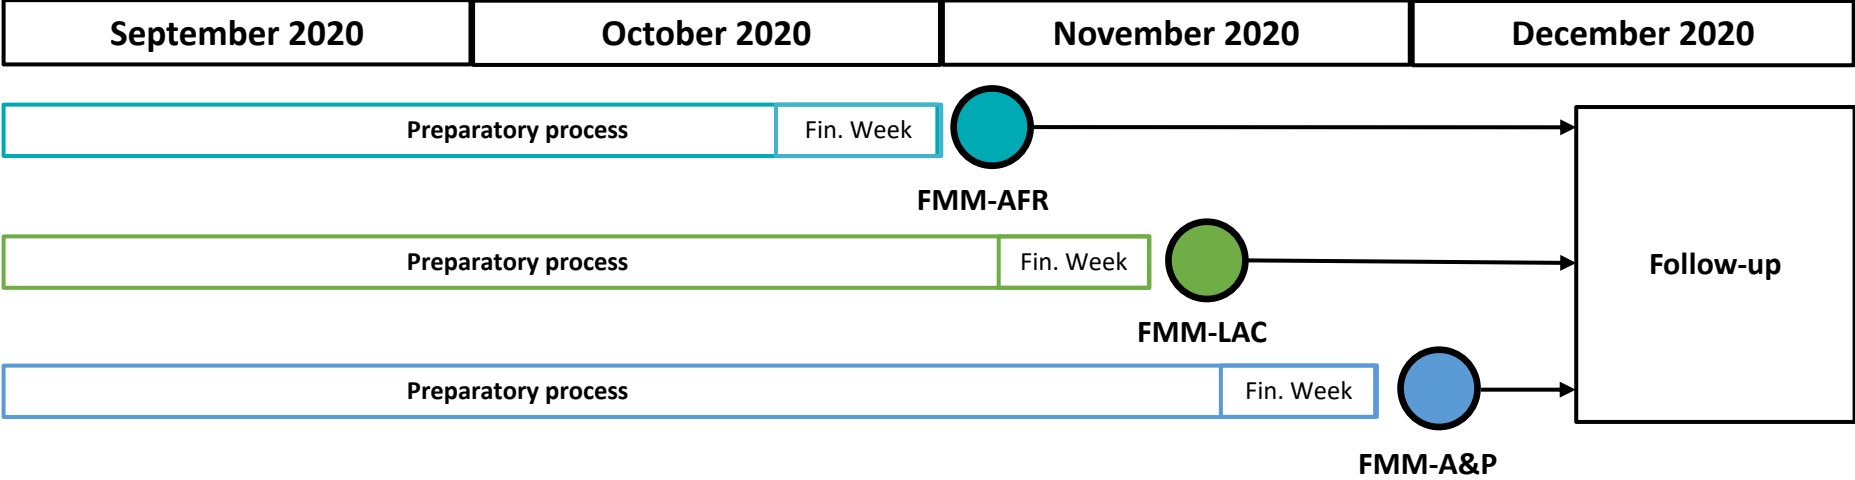 September 2020
October 2020
November 2020
December 2020
Preparatory process
Fin. Week
FMM-AFR
Preparatory process
Fin. Week
FMM-LAC
Follow-up
Preparatory process
Fin. Week
FMM-A&P